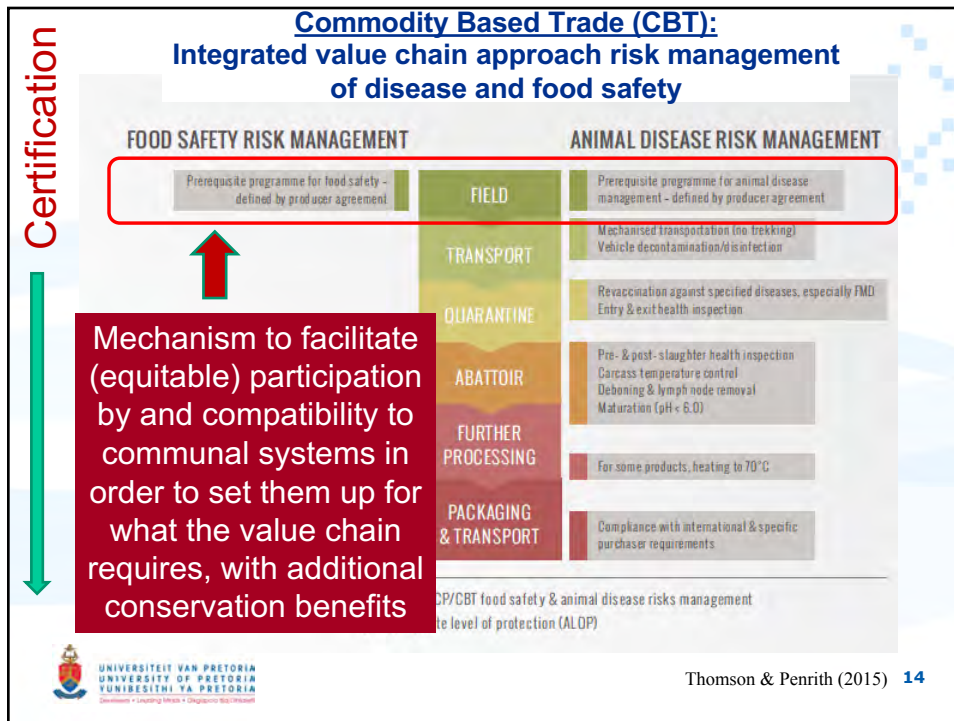 Commodity Based Trade (CBT):
Integrated value chain approach risk management
of disease and food safety
Certification
FOOD SAFETY RISK MANAGEMENT
ANIMAL DISEASE RISK MANAGEMENT
Prerequisite programme for food safety –
defined by producer agreement
FIELD
Prerequisite programme for animal disease
management – defined by producer agreement
TRANSPORT
Mechanised transportation (no trekking)
Vehicle decontamination/disinfection
QUARANTINE
Revaccination against specified diseases, especially FMD
Entry & exit health inspection
ABATTOIR
Pre- & post- slaughter health inspection
Carcass temperature control
Deboning & lymph node removal
Maturation (pH < 6.0)
FURTHER
PROCESSING
For some products, heating to 70°C
PACKAGING
& TRANSPORT
Compliance with international & specific
purchaser requirements
Mechanism to facilitate
(equitable) participation
by and compatibility to
communal systems in
order to set them up for
what the value chain
requires, with additional
conservation benefits
CP/CBT food safety & animal disease risks management
te level of protection (ALOP)
UNIVERSITEIT VAN PRETORIA
UNIVERSITY OF PRETORIA
YUNIBESITHI YA PRETORIA
Thomson & Penrith (2015) 14